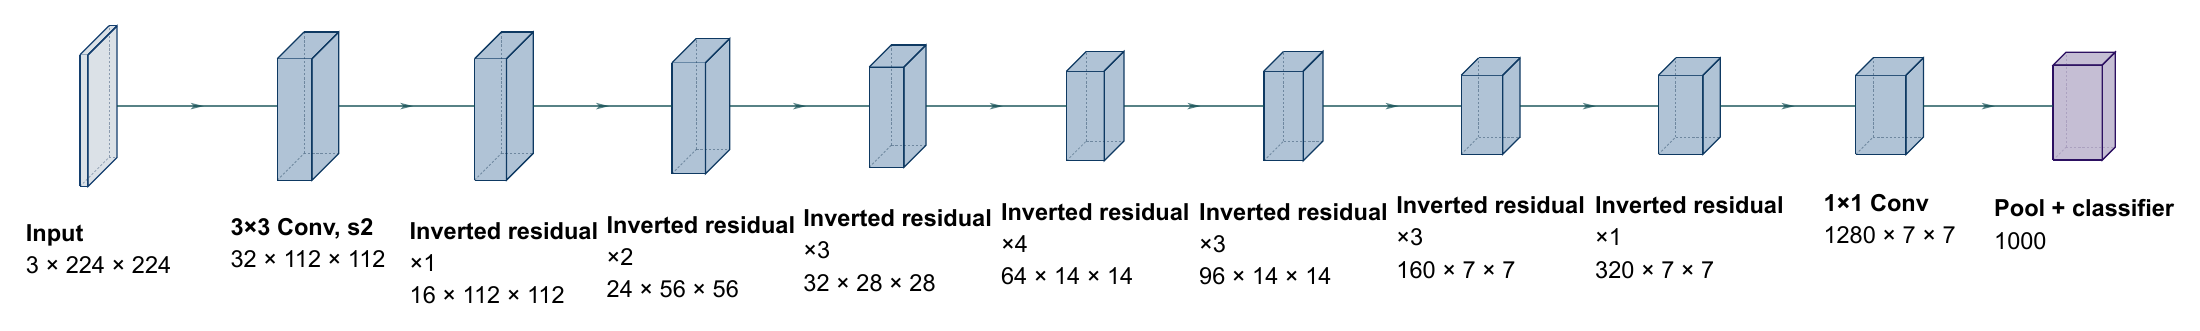 Input
3 × 224 × 224
3×3 Conv, s2
32 × 112 × 112
Inverted residual
×1
16 × 112 × 112
Inverted residual
×2
24 × 56 × 56
Inverted residual
×3
32 × 28 × 28
Inverted residual
×4
64 × 14 × 14
Inverted residual
×3
96 × 14 × 14
Inverted residual
×3
160 × 7 × 7
Inverted residual
×1
320 × 7 × 7
1×1 Conv
1280 × 7 × 7
Pool + classifier
1000